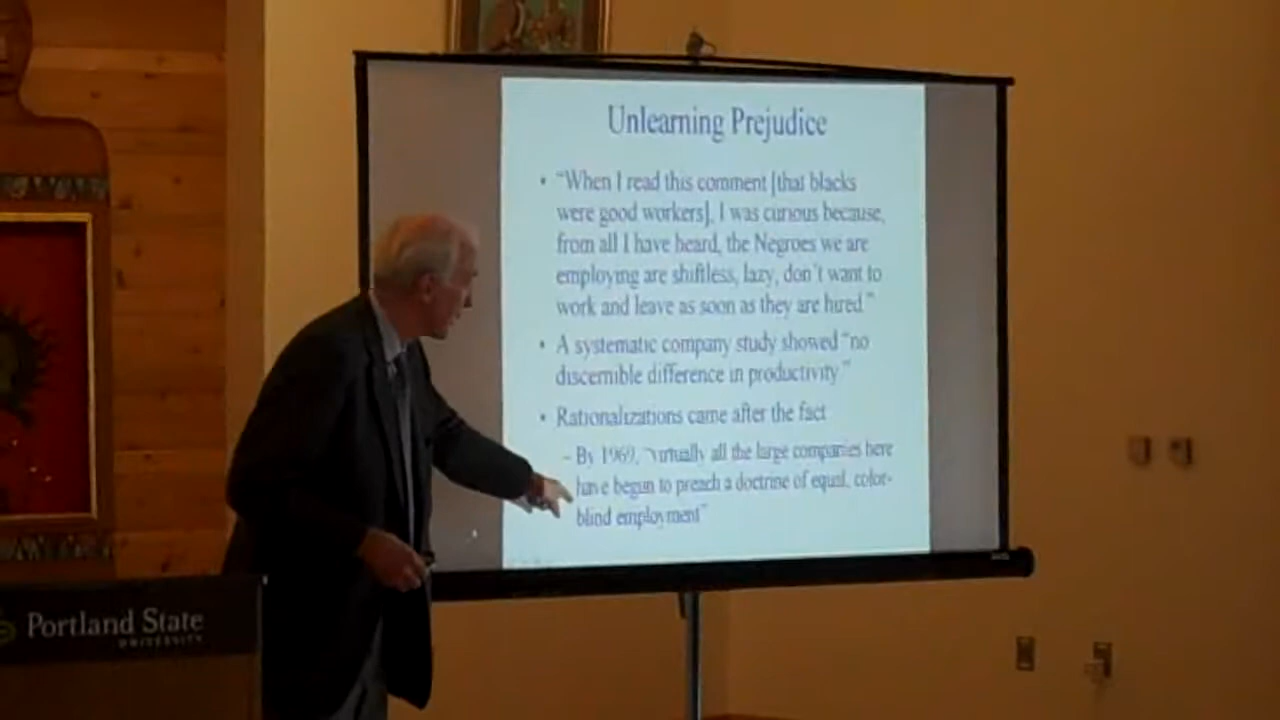 Unlearning Prejudice
• “When I read this comment [that blacks
were good workers], I was curious because,
from all I have heard, the Negroes we are
employing are shiftless, lazy, don't want to
work and leave as soon as they are hired.”
• A systematic company study showed “no
discernible difference in productivity.”
• Rationalizations came after the fact
– By 1969, “virtually all the large companies here
have begun to preach a doctrine of equal, color-
blind employment”
Portland State
UNIVERSITY